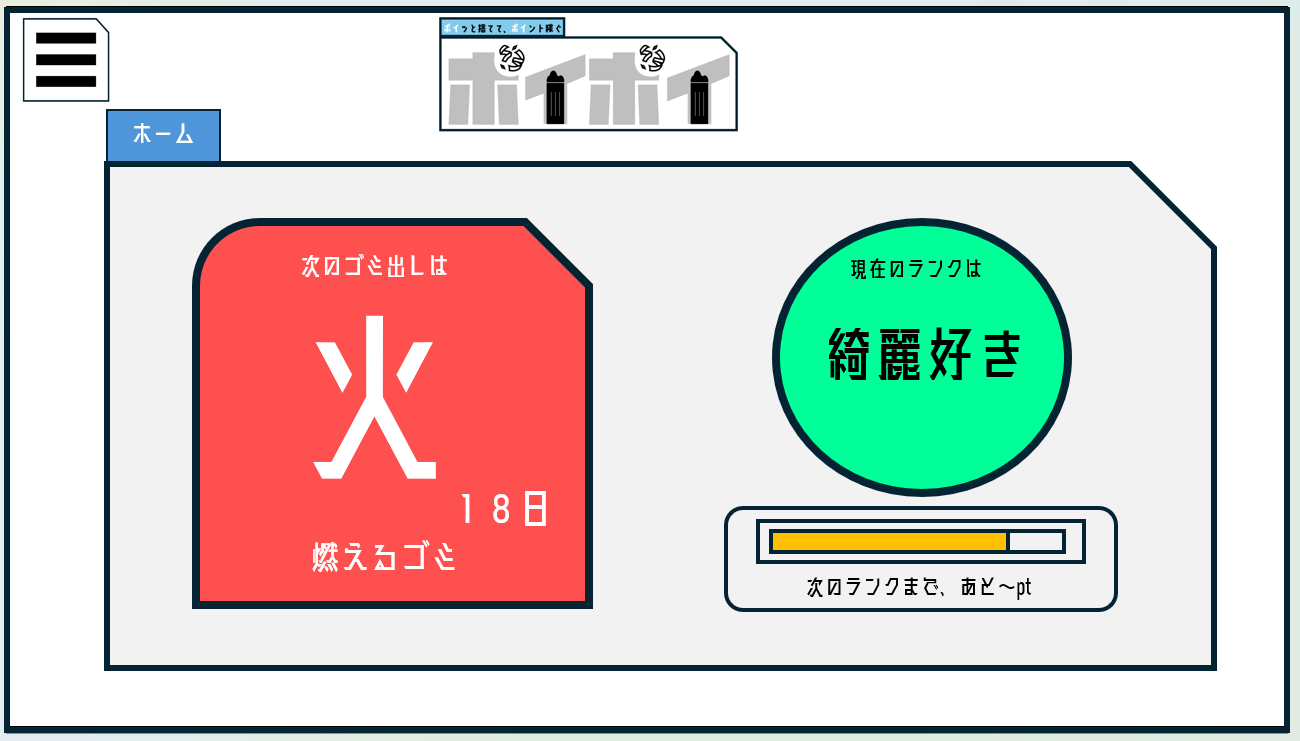 ポイっと捨てて、ポイント稼ぐ
ポイポイ
ホーム
次のゴミ出しは
火
18日
燃えるゴミ
現在のランクは
綺麗好き
次のランクまで、あと〜pt